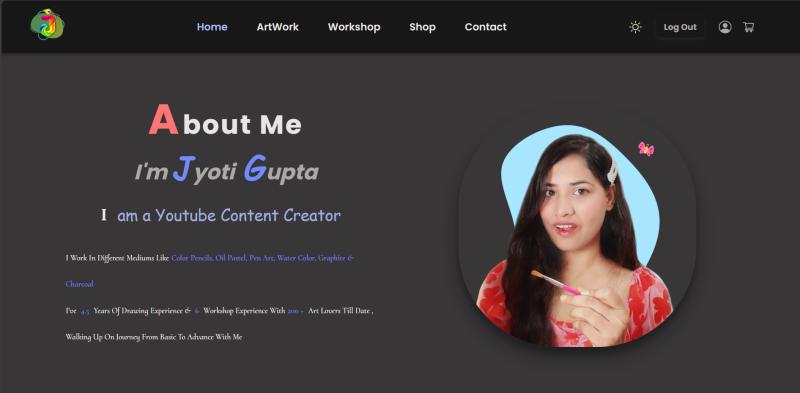 Home ArtWork Workshop Shop Contact Log Out
About Me
I'm Jyoti Gupta
I am a Youtube Content Creator
I Work In Different Mediums Like Color Pencils, Oil Pastel, Pen Art, Water Color, Graphite &
Charcoal
I've 4.5 Years Of Drawing Experience & 6 Workshop Experience With 200 + Art Lovers Till Date ,
Walking Up On Journey From Basic To Advance With Me